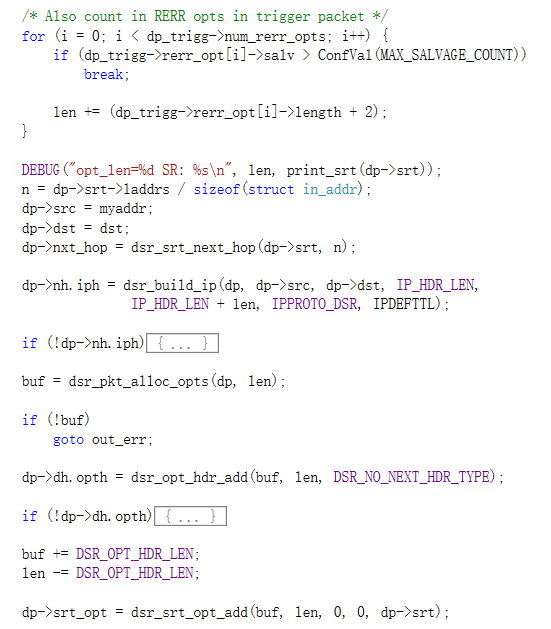 /* Also count in RERR opts in trigger packet */
for (i = 0; i < dp_trigg->num_rerr_opts; i++) {
if (dp_trigg->rerr_opt[i]->salv > ConfVal(MAX_SALVAGE_COUNT))
break;
len += (dp_trigg->rerr_opt[i]->length + 2);
}
DEBUG("opt_len=%d SR: %s\n", len, print_srt(dp->srt));
n = dp->srt->laddrs / sizeof(struct in_addr);
dp->src = myaddr;
dp->dst = dst;
dp->nxt_hop = dsr_srt_next_hop(dp->srt, n);
dp->nh.iph = dsr_build_ip(dp, dp->src, dp->dst, IP_HDR_LEN,
IP_HDR_LEN + len, IPPROTO_DSR, IPDEFTTL);
if (!dp->nh.iph) { ... }
buf = dsr_pkt_alloc_opts(dp, len);
if (!buf)
goto out_err;
dp->dh.opth = dsr_opt_hdr_add(buf, len, DSR_NO_NEXT_HDR_TYPE);
if (!dp->dh.opth) { ... }
buf += DSR_OPT_HDR_LEN;
len -= DSR_OPT_HDR_LEN;
dp->srt_opt = dsr_srt_opt_add(buf, len, 0, 0, dp->srt);